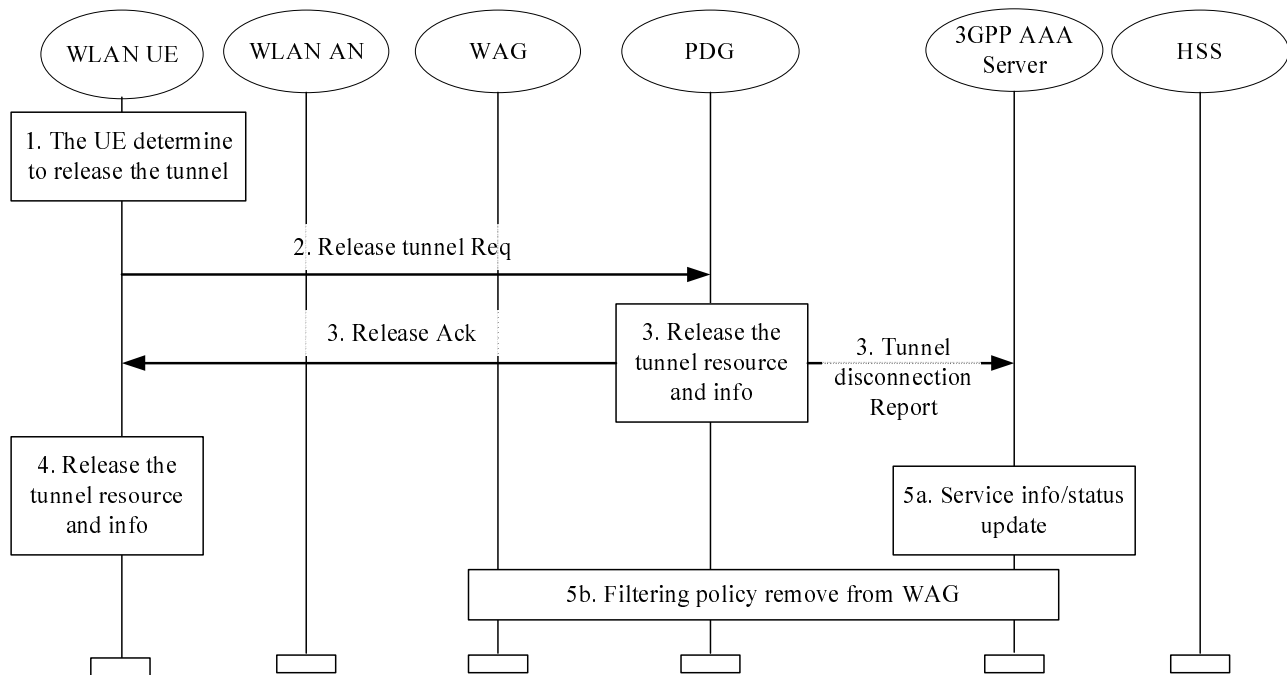 WLAN UE
WLAN AN
WAG
PDG
3GPP AAA
Server
HSS
1. The UE determine
to release the tunnel
2. Release tunnel Req
3. Release Ack
3. Release the
tunnel resource
and info
3. Tunnel
disconnection
Report
4. Release the
tunnel resource
and info
5a. Service info/status
update
5b. Filtering policy remove from WAG